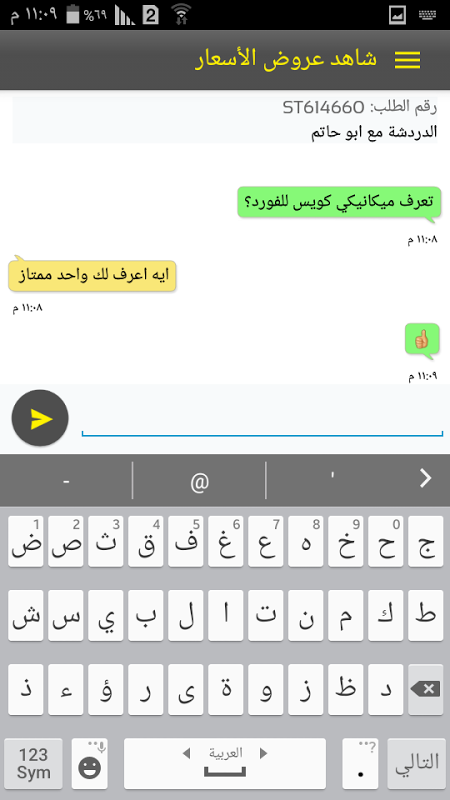 ١١:٠٩ م ٦٩% 2
شاهد عروض الأسعار
رقم الطلب: ST614660
الدردشة مع ابو حاتم
تعرف ميكانيكي كويس للفورد؟
١١:٠٨ م
ايه اعرف لك واحد ممتاز
١١:٠٨ م
👍
١١:٠٩ م
- @ '
1 2 3 4 5 6 7 8 9 0
ض ص ث ق ف غ ع ه خ ح ج
ش س ي ب ل ا ت ن م ك ط
ذ ء ؤ ر ى ة و ز ظ د
123 Sym العربية . ? التالي